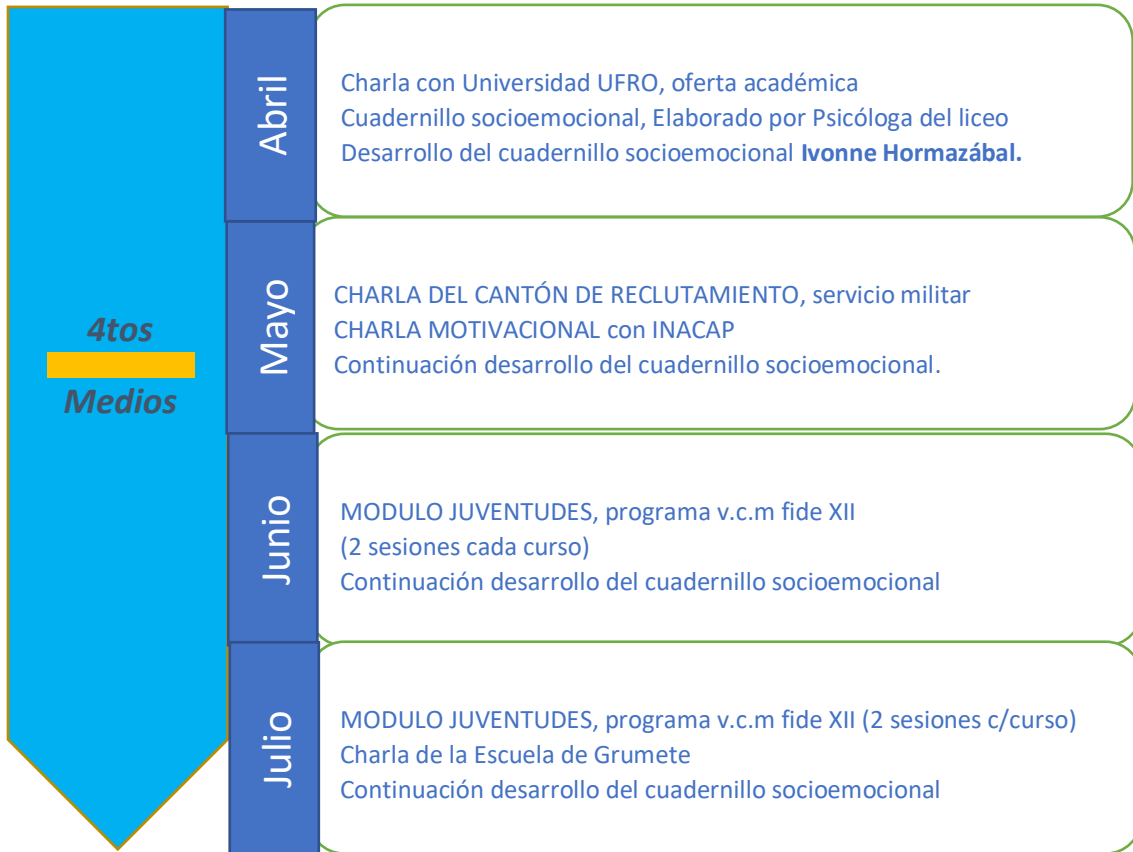 4tos
Medios
Abril
Charla con Universidad UFRO, oferta académica
Cuadernillo socioemocional, Elaborado por Psicóloga del liceo
Desarrollo del cuadernillo socioemocional Ivonne Hormazábal.
Mayo
CHARLA DEL CANTÓN DE RECLUTAMIENTO, servicio militar
CHARLA MOTIVACIONAL con INACAP
Continuación desarrollo del cuadernillo socioemocional.
Junio
MODULO JUVENTUDES, programa v.c.m fide XII
(2 sesiones cada curso)
Continuación desarrollo del cuadernillo socioemocional
Julio
MODULO JUVENTUDES, programa v.c.m fide XII (2 sesiones c/curso)
Charla de la Escuela de Grumete
Continuación desarrollo del cuadernillo socioemocional